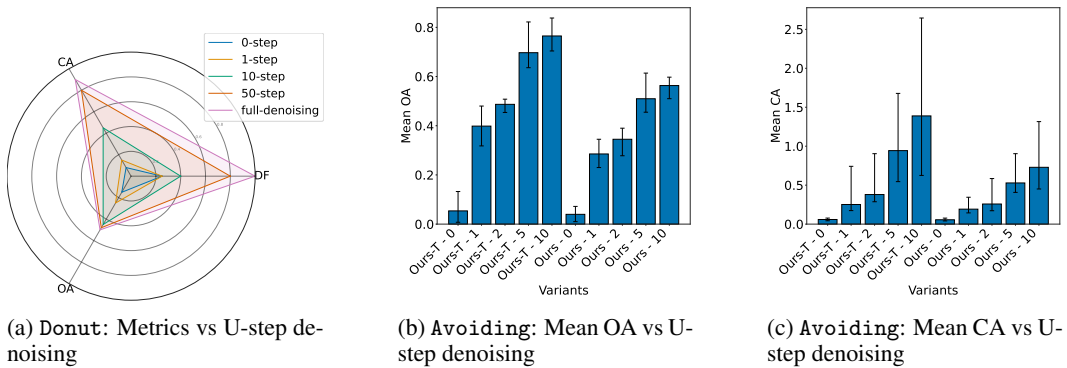 CA
DF
OA
0-step
1-step
10-step
50-step
full-denoising
(a) Donut: Metrics vs U-step de-
noising
Mean OA
0.8
0.6
0.4
0.2
0.0
Ours-T - 0
Ours-T - 1
Ours-T - 2
Ours-T - 5
Ours-T - 10
Ours - 0
Ours - 1
Ours - 2
Ours - 5
Ours - 10
Variants
(b) Avoiding: Mean OA vs U-
step denoising
Mean CA
2.5
2.0
1.5
1.0
0.5
0.0
Ours-T - 0
Ours-T - 1
Ours-T - 2
Ours-T - 5
Ours-T - 10
Ours - 0
Ours - 1
Ours - 2
Ours - 5
Ours - 10
Variants
(c) Avoiding: Mean CA vs U-
step denoising